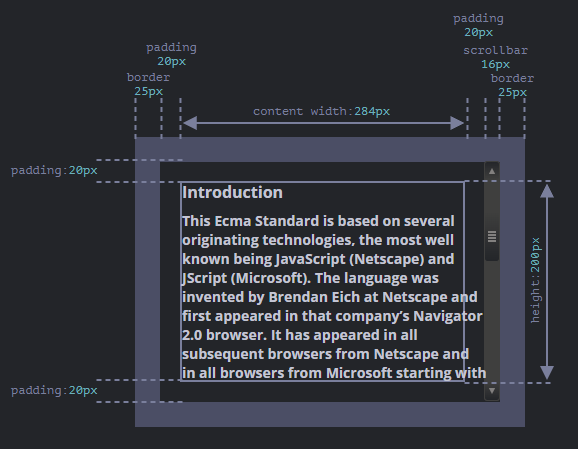 padding
20px
padding
20px
scrollbar
16px
border
25px
border
25px
content width:284px
padding:20px
Introduction
This Ecma Standard is based on several
originating technologies, the most well
known being JavaScript (Netscape) and
JScript (Microsoft). The language was
invented by Brendan Eich at Netscape and
first appeared in that company’s Navigator
2.0 browser. It has appeared in all
subsequent browsers from Netscape and
in all browsers from Microsoft starting with
height:200px
padding:20px